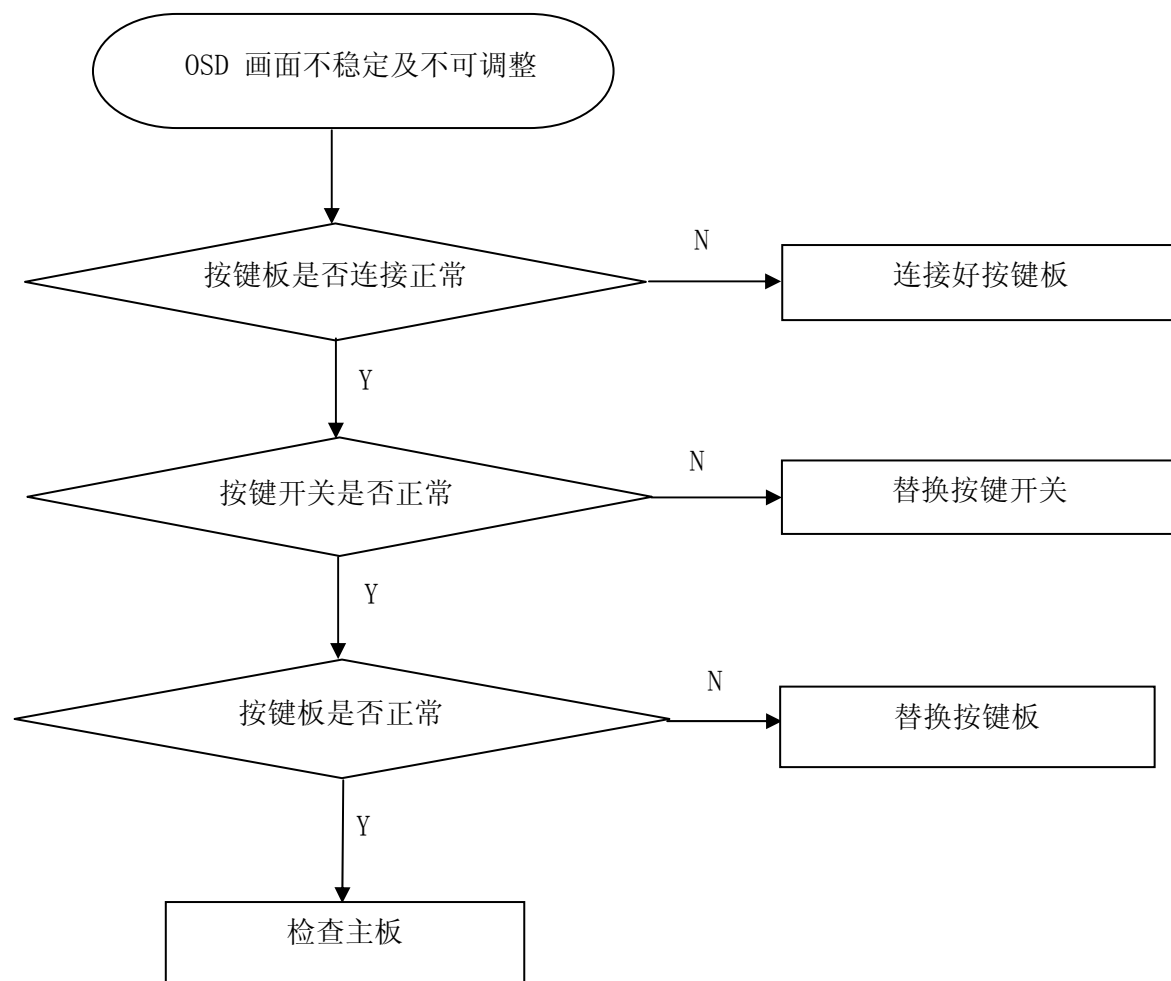 OSD 画面不稳定及不可调整
N
按键板是否连接正常
连接好按键板
Y
N
按键开关是否正常
替换按键开关
Y
N
按键板是否正常
替换按键板
Y
检查主板